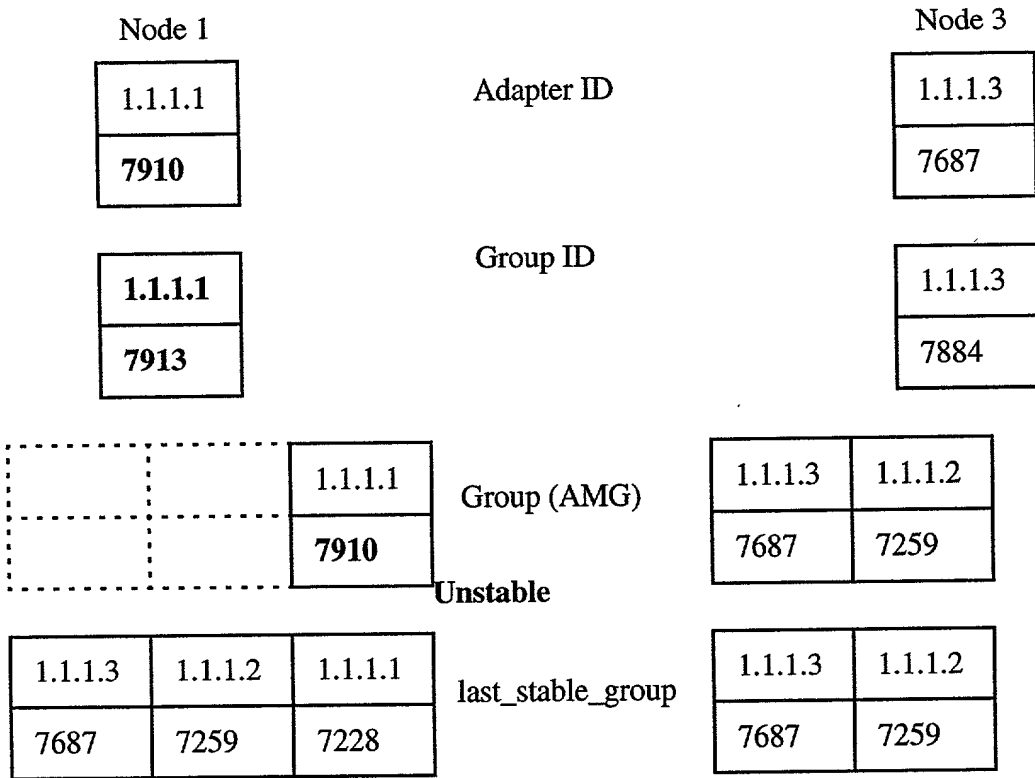 Node 1 Node 3
1.1.1.1 Adapter ID 1.1.1.3
7910 7687
1.1.1.1 Group ID 1.1.1.3
7913 7884
1.1.1.1 Group (AMG) 1.1.1.3 1.1.1.2
7910 7687 7259
Unstable
1.1.1.3 1.1.1.2 1.1.1.1 last_stable_group 1.1.1.3 1.1.1.2
7687 7259 7228 7687 7259